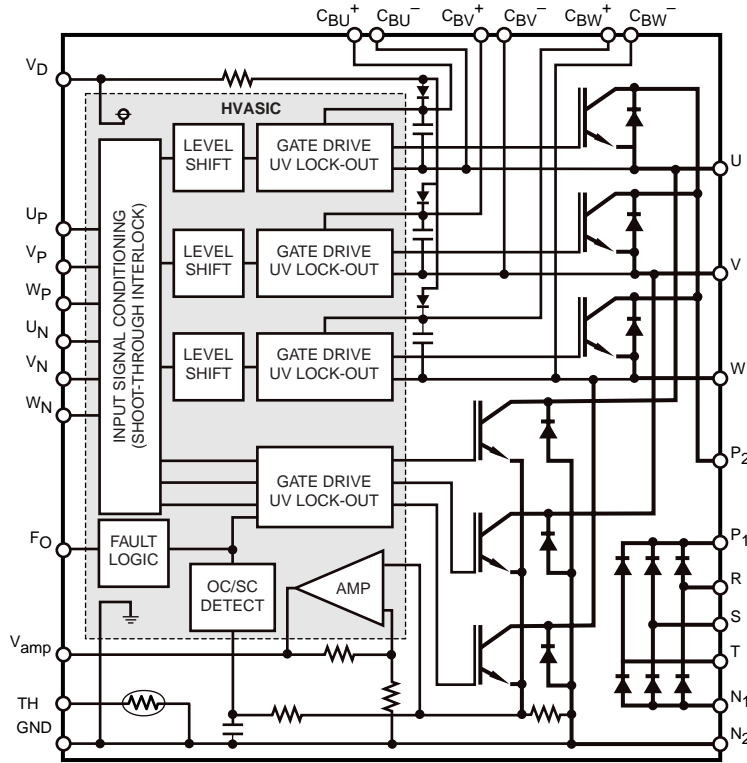 CBU+ CBU− CBV+ CBV− CBW+ CBW−
VD
HVASIC
LEVEL
SHIFT
GATE DRIVE
UV LOCK-OUT
U
UP
VP
WP
UN
VN
WN
INPUT SIGNAL CONDITIONING
(SHOOT-THROUGH INTERLOCK)
LEVEL
SHIFT
GATE DRIVE
UV LOCK-OUT
V
LEVEL
SHIFT
GATE DRIVE
UV LOCK-OUT
W
GATE DRIVE
UV LOCK-OUT
P2
FO
FAULT
LOGIC
OC/SC
DETECT
AMP
P1
R
S
T
N1
N2
Vamp
TH
GND